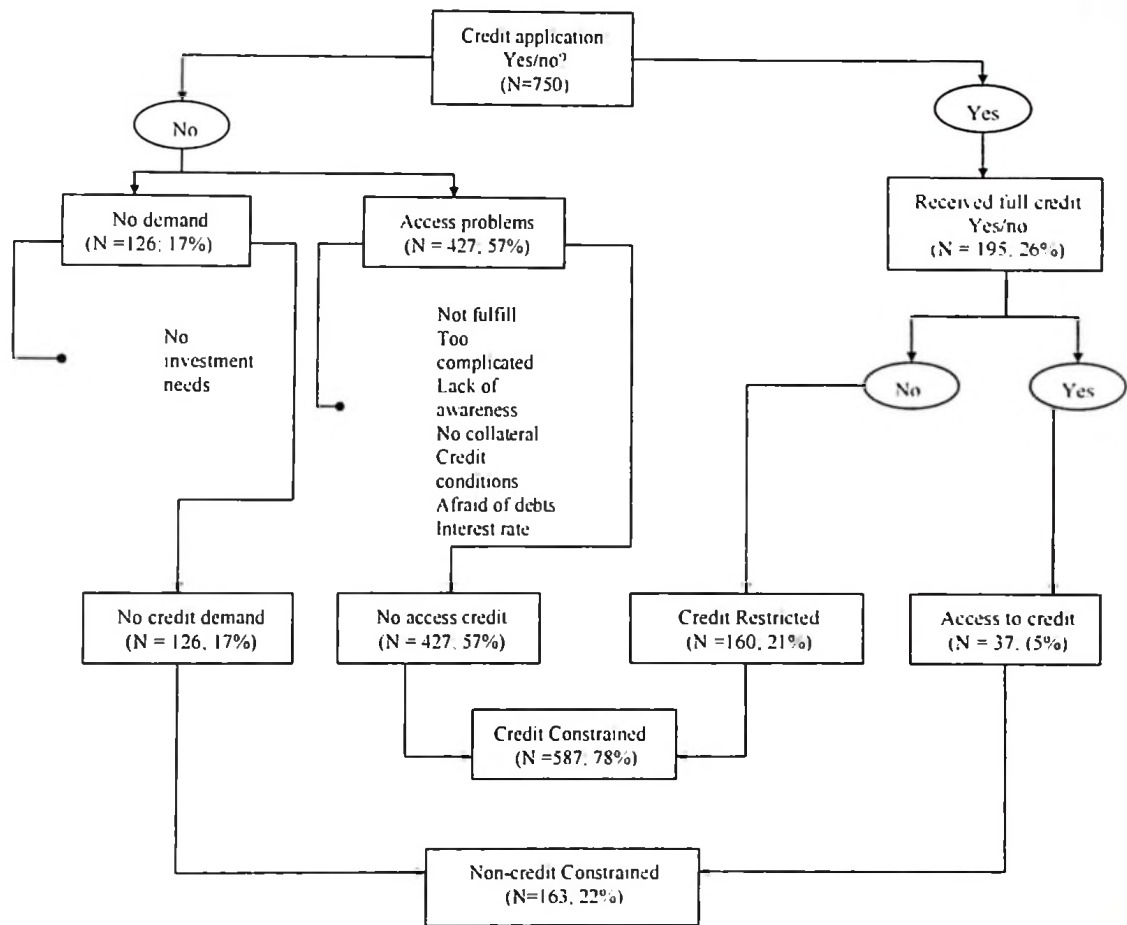 Credit application
Yes/no?
(N=750)
No
Yes
No demand
(N =126; 17%)
Access problems
(N = 427, 57%)
Received full credit
Yes/no
(N = 195, 26%)
No
investment
needs
Not fulfill
Too
complicated
Lack of
awareness
No collateral
Credit
conditions
Afraid of debts
Interest rate
No
Yes
No credit demand
(N = 126, 17%)
No access credit
(N = 427, 57%)
Credit Restricted
(N =160, 21%)
Access to credit
(N = 37, (5%)
Credit Constrained
(N =587, 78%)
Non-credit Constrained
(N=163, 22%)